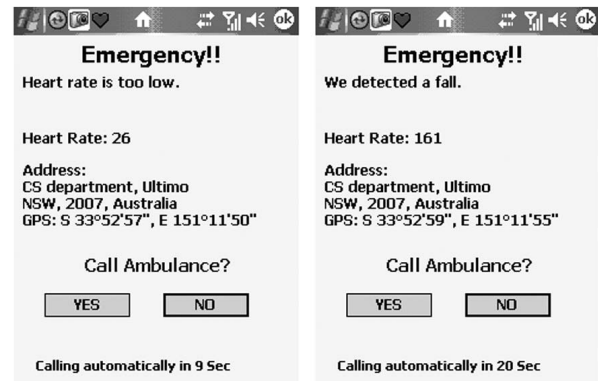 ok
Emergency!!
Heart rate is too low.
Heart Rate: 26
Address:
CS department, Ultimo
NSW, 2007, Australia
GPS: S 33°52'57", E 151°11'50"
Call Ambulance?
YES
NO
Calling automatically in 9 Sec
ok
Emergency!!
We detected a fall.
Heart Rate: 161
Address:
CS department, Ultimo
NSW, 2007, Australia
GPS: S 33°52'59", E 151°11'55"
Call Ambulance?
YES
NO
Calling automatically in 20 Sec